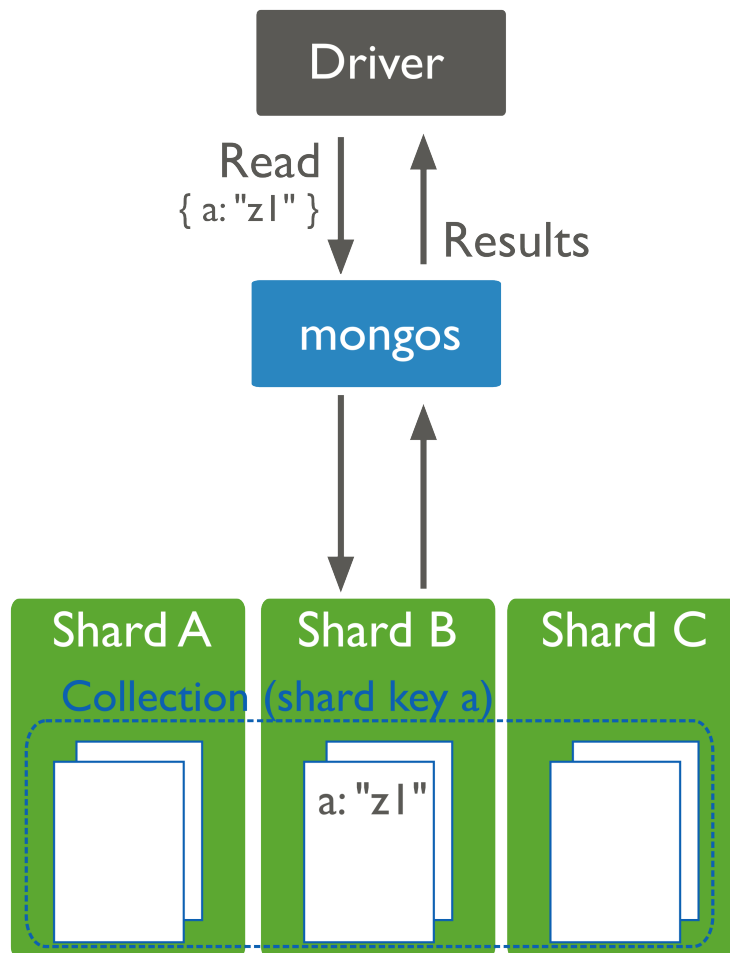 Driver
Read
{ a: "z1" }
Results
mongos
Shard A
Shard B
Shard C
Collection (shard key a)
a: "z1"